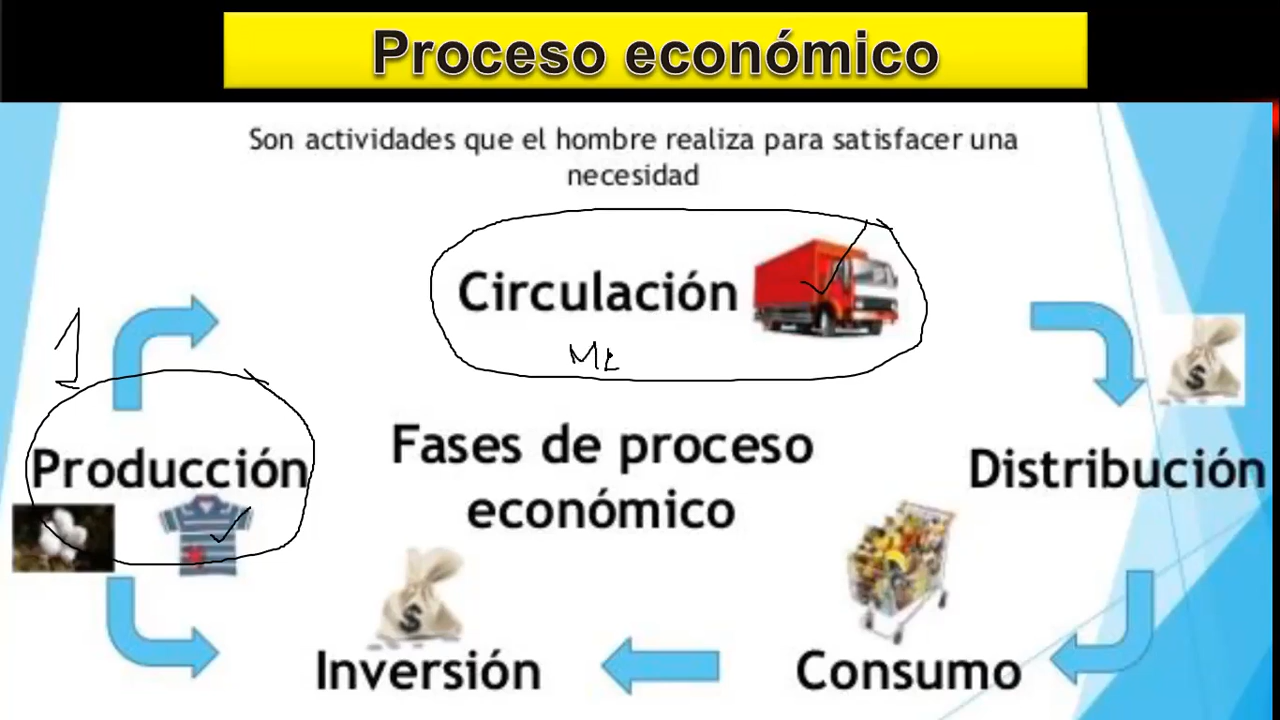 Proceso económico
Son actividades que el hombre realiza para satisfacer una
necesidad
Circulación
1
Producción
Fases de proceso
económico
$
Distribución
$
Inversión
Consumo